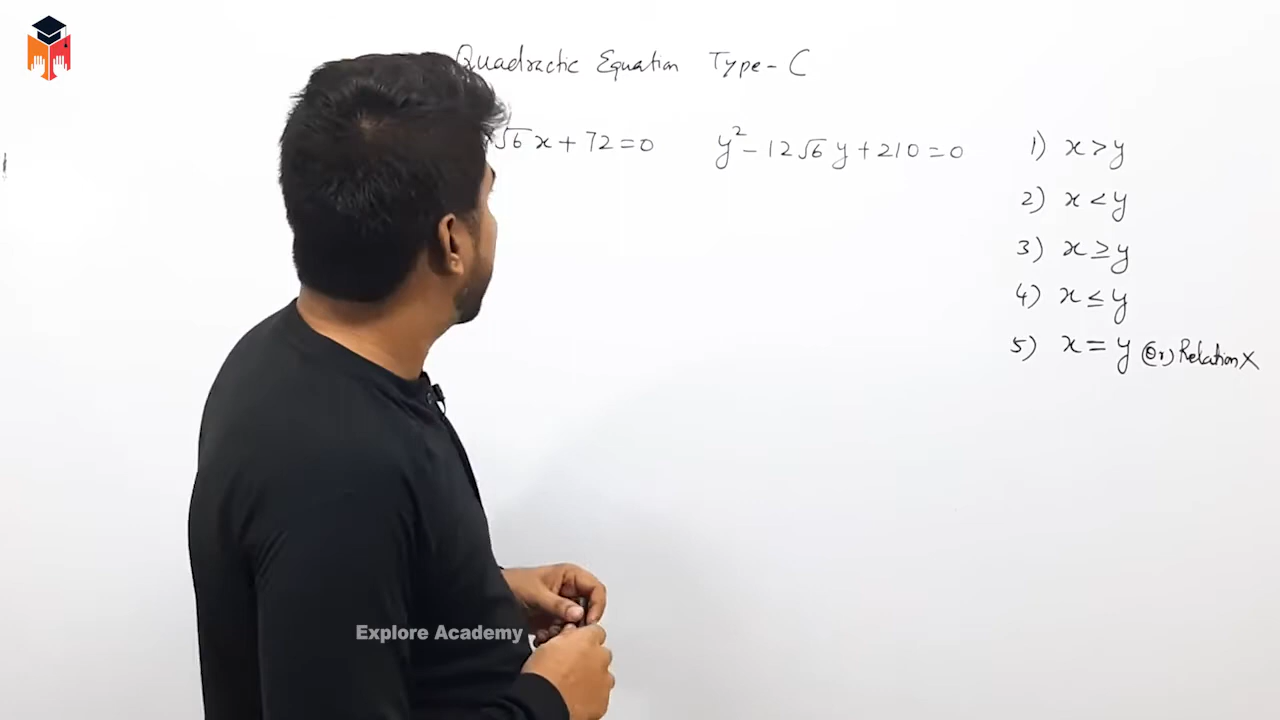 Quadractic Equation Type - C
√6 x + 72 = 0
y² - 12√6 y + 210 = 0
1) x > y
2) x < y
3) x ≥ y
4) x ≤ y
5) x = y (or) Relation X
Explore Academy